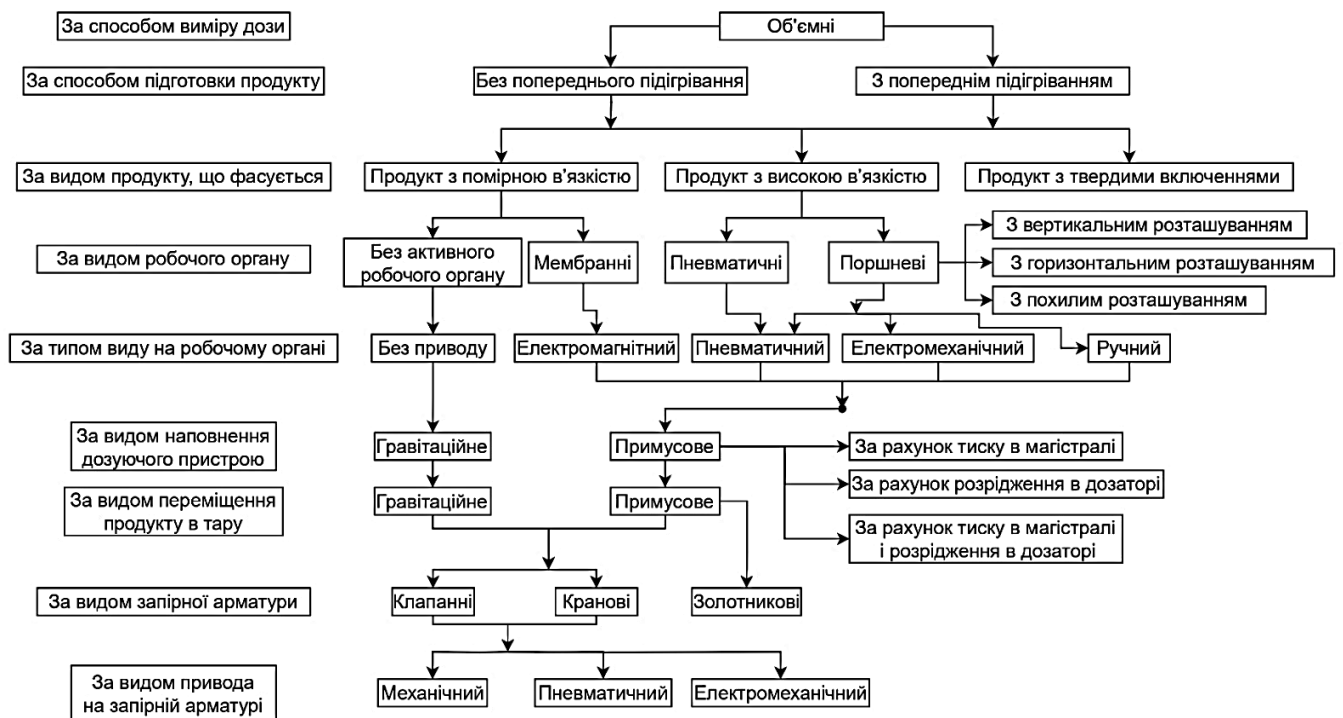 За способом виміру дози
Об'ємні
За способом підготовки продукту
Без попереднього підігрівання
З попереднім підігріванням
За видом продукту, що фасується
Продукт з помірною в'язкістю
Продукт з високою в'язкістю
Продукт з твердими включеннями
За видом робочого органу
Без активного
робочого органу
Мембранні
Пневматичні
Поршневі
З вертикальним розташуванням
З горизонтальним розташуванням
З похилим розташуванням
За типом виду на робочому органі
Без приводу
Електромагнітний
Пневматичний
Електромеханічний
Ручний
За видом наповнення
дозуючого пристрою
Гравітаційне
Примусове
За рахунок тиску в магістралі
За рахунок розрідження в дозаторі
За рахунок тиску в магістралі
і розрідження в дозаторі
За видом переміщення
продукту в тару
Гравітаційне
Примусове
За видом запірної арматури
Клапанні
Кранові
Золотникові
За видом привода
на запірній арматурі
Механічний
Пневматичний
Електромеханічний